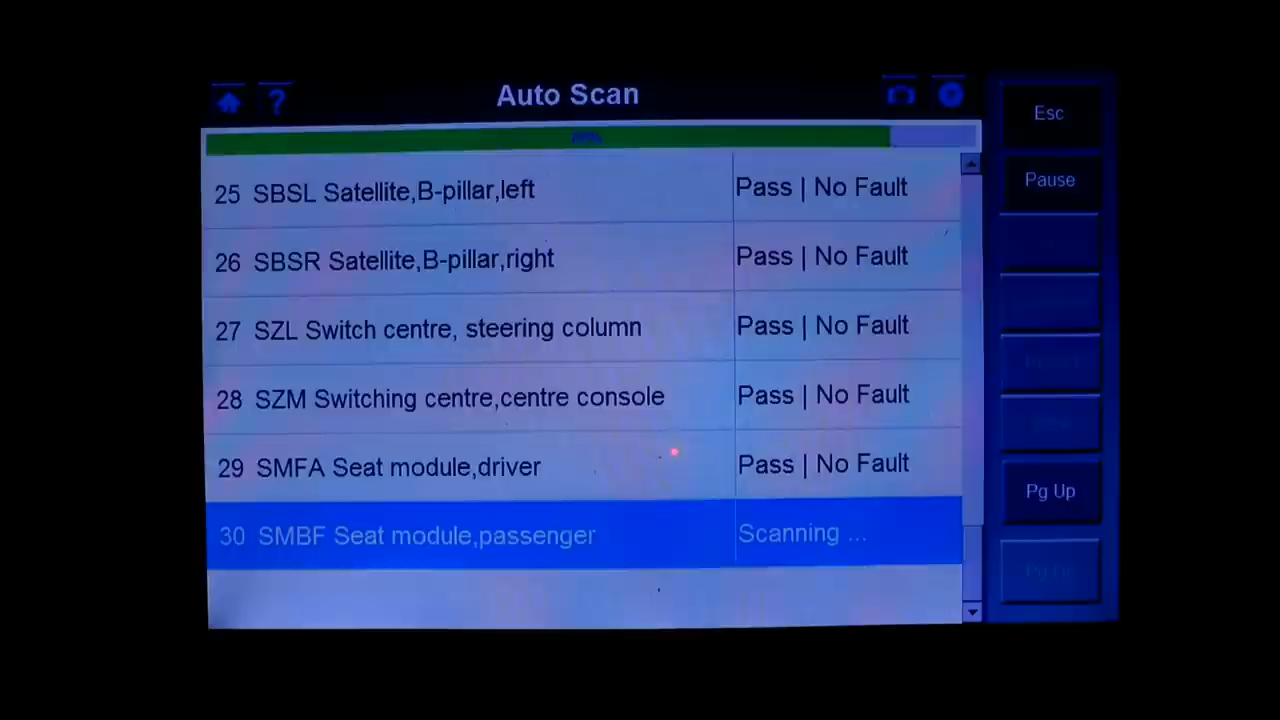 ?
Auto Scan
Esc
25 SBSL Satellite,B-pillar,left
Pass | No Fault
Pause
26 SBSR Satellite,B-pillar,right
Pass | No Fault
27 SZL Switch centre, steering column
Pass | No Fault
28 SZM Switching centre,centre console
Pass | No Fault
29 SMFA Seat module,driver
Pass | No Fault
Pg Up
30 SMBF Seat module,passenger
Scanning ...